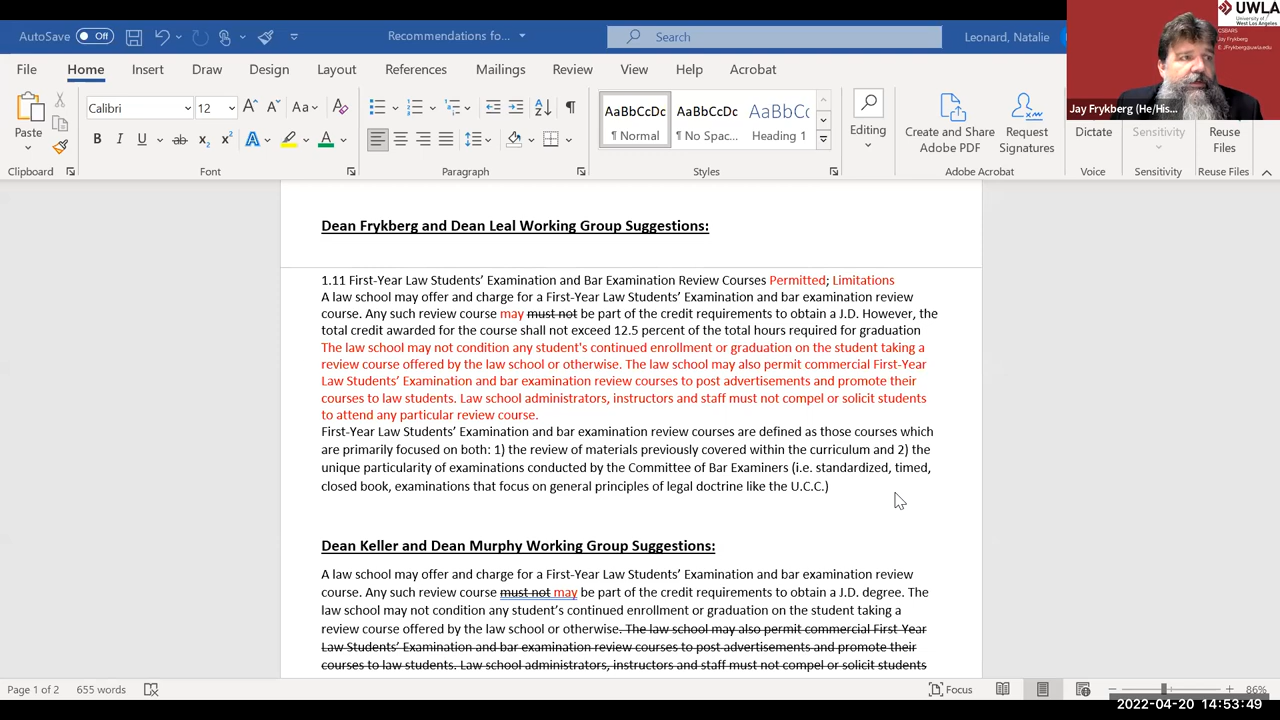 AutoSave Off
Recommendations fo...
Search
Leonard, Natalie
UWLA
University of
West Los Angeles
CSBARS
Jay Frykberg
E: JFrykberg@uwla.edu
Jay Frykberg (He/His...
File Home Insert Draw Design Layout References Mailings Review View Help Acrobat
Paste
Calibri 12
AaBbCcDc AaBbCcDc AaBbCc
¶ Normal ¶ No Spac... Heading 1
Editing
Create and Share
Adobe PDF
Request
Signatures
Dictate
Sensitivity
Reuse
Files
Clipboard Font Paragraph Styles Adobe Acrobat Voice Sensitivity Reuse Files
Dean Frykberg and Dean Leal Working Group Suggestions:
1.11 First-Year Law Students’ Examination and Bar Examination Review Courses Permitted; Limitations
A law school may offer and charge for a First-Year Law Students’ Examination and bar examination review
course. Any such review course may must not be part of the credit requirements to obtain a J.D. However, the
total credit awarded for the course shall not exceed 12.5 percent of the total hours required for graduation
The law school may not condition any student's continued enrollment or graduation on the student taking a
review course offered by the law school or otherwise. The law school may also permit commercial First-Year
Law Students’ Examination and bar examination review courses to post advertisements and promote their
courses to law students. Law school administrators, instructors and staff must not compel or solicit students
to attend any particular review course.
First-Year Law Students’ Examination and bar examination review courses are defined as those courses which
are primarily focused on both: 1) the review of materials previously covered within the curriculum and 2) the
unique particularity of examinations conducted by the Committee of Bar Examiners (i.e. standardized, timed,
closed book, examinations that focus on general principles of legal doctrine like the U.C.C.)
Dean Keller and Dean Murphy Working Group Suggestions:
A law school may offer and charge for a First-Year Law Students’ Examination and bar examination review
course. Any such review course must not may be part of the credit requirements to obtain a J.D. degree. The
law school may not condition any student’s continued enrollment or graduation on the student taking a
review course offered by the law school or otherwise. The law school may also permit commercial First-Year
Law Students’ Examination and bar examination review courses to post advertisements and promote their
courses to law students. Law school administrators, instructors and staff must not compel or solicit students
Page 1 of 2 655 words
Focus
86%
2022-04-20 14:53:49